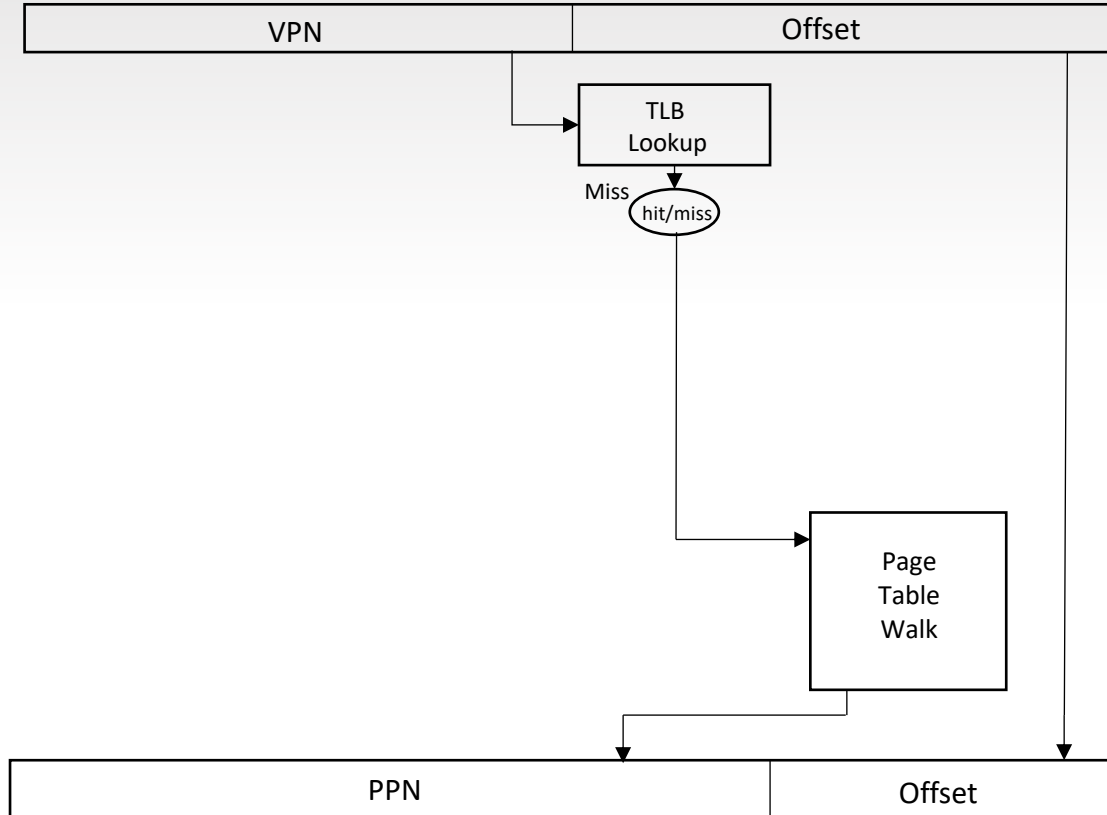 VPN
Offset
TLB
Lookup
Miss
hit/miss
Page
Table
Walk
PPN
Offset